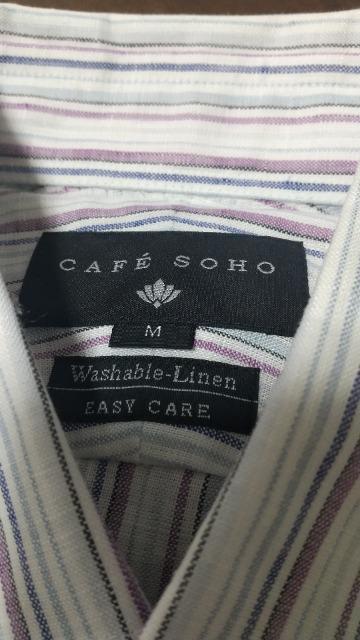 CAFÉ SOHO
M
Washable-Linen
EASY CARE